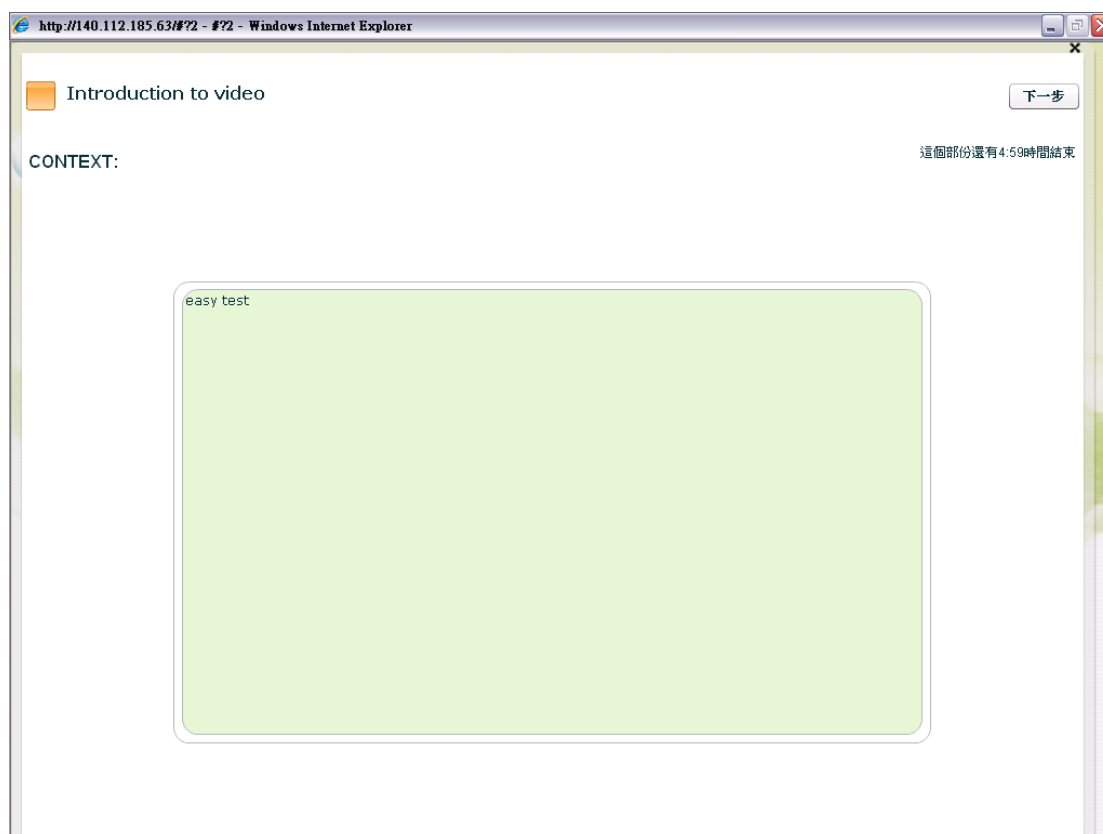 http://140.112.185.63/#?2 - #?2 - Windows Internet Explorer
Introduction to video
下一步
CONTEXT:
這個部份還有4:59時間結束
easy test